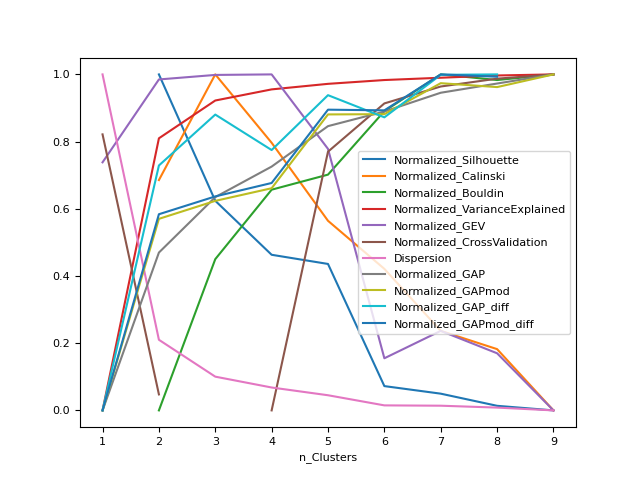 1.0
0.8
0.6
0.4
0.2
0.0
Normalized_Silhouette
Normalized_Calinski
Normalized_Bouldin
Normalized_VarianceExplained
Normalized_GEV
Normalized_CrossValidation
Dispersion
Normalized_GAP
Normalized_GAPmod
Normalized_GAP_diff
Normalized_GAPmod_diff
1 2 3 4 5 6 7 8 9
n_Clusters